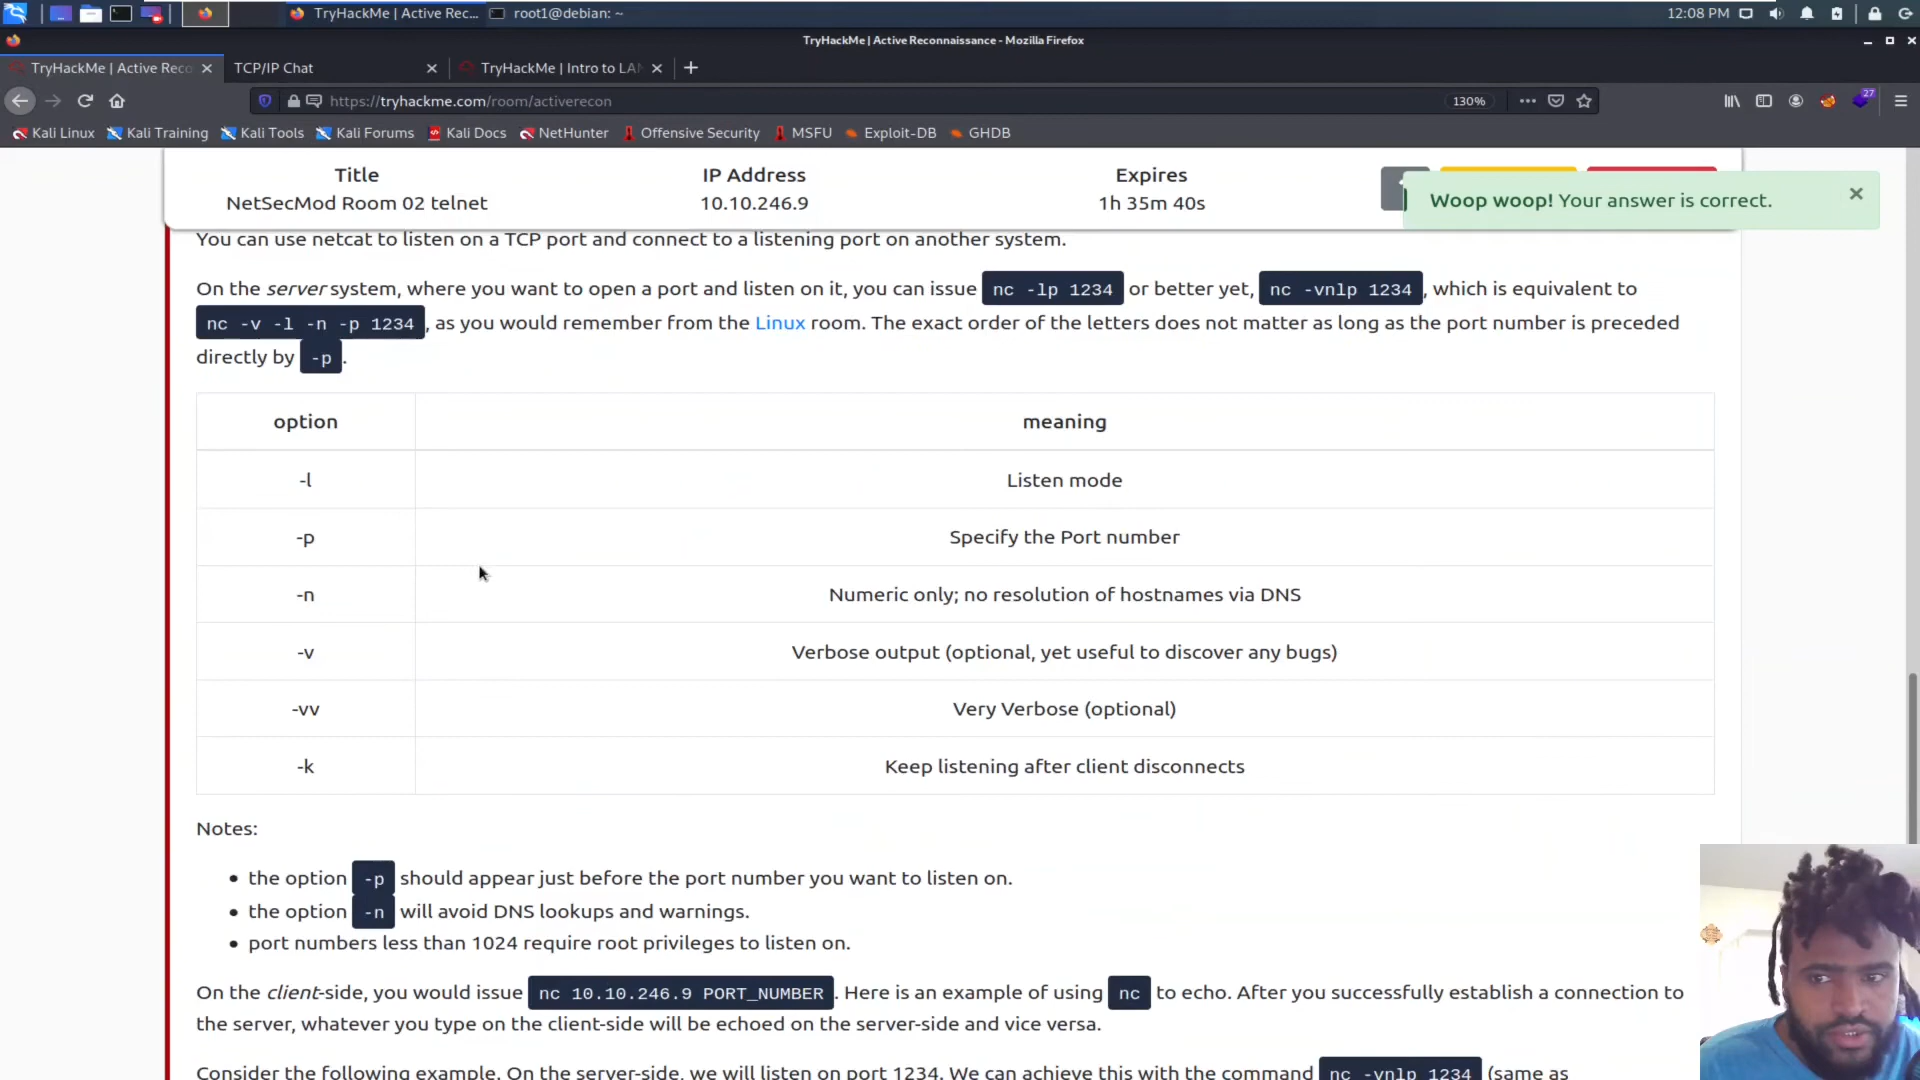 TryHackMe | Active Rec... root1@debian: ~ 12:08 PM
TryHackMe | Active Reconnaissance - Mozilla Firefox
TryHackMe | Active Reco TCP/IP Chat TryHackMe | Intro to LAN
https://tryhackme.com/room/activerecon 130% 27
Kali Linux Kali Training Kali Tools Kali Forums Kali Docs NetHunter Offensive Security MSFU Exploit-DB GHDB
Title IP Address Expires
NetSecMod Room 02 telnet 10.10.246.9 1h 35m 40s
Woop woop! Your answer is correct.
You can use netcat to listen on a TCP port and connect to a listening port on another system.
On the server system, where you want to open a port and listen on it, you can issue nc -lp 1234 or better yet, nc -vnlp 1234, which is equivalent to
nc -v -l -n -p 1234, as you would remember from the Linux room. The exact order of the letters does not matter as long as the port number is preceded
directly by -p.
option meaning
-l Listen mode
-p Specify the Port number
-n Numeric only; no resolution of hostnames via DNS
-v Verbose output (optional, yet useful to discover any bugs)
-vv Very Verbose (optional)
-k Keep listening after client disconnects
Notes:
• the option -p should appear just before the port number you want to listen on.
• the option -n will avoid DNS lookups and warnings.
• port numbers less than 1024 require root privileges to listen on.
On the client-side, you would issue nc 10.10.246.9 PORT_NUMBER. Here is an example of using nc to echo. After you successfully establish a connection to
the server, whatever you type on the client-side will be echoed on the server-side and vice versa.
Consider the following example. On the server-side, we will listen on port 1234. We can achieve this with the command nc -vnlp 1234 (same as